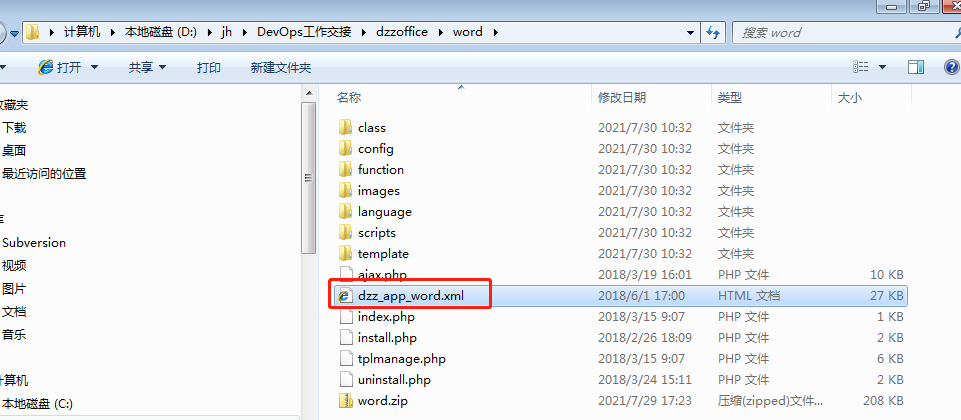 计算机 本地磁盘 (D:) jh DevOps工作交接 dzzoffice word 搜索 word
打开 共享 打印 新建文件夹
收藏夹
下载
桌面
最近访问的位置
库
Subversion
视频
图片
文档
音乐
计算机
本地磁盘 (C:)
名称 修改日期 类型 大小
class 2021/7/30 10:32 文件夹
config 2021/7/30 10:32 文件夹
function 2021/7/30 10:32 文件夹
images 2021/7/30 10:32 文件夹
language 2021/7/30 10:32 文件夹
scripts 2021/7/30 10:32 文件夹
template 2021/7/30 10:32 文件夹
ajax.php 2018/3/19 16:01 PHP 文件 10 KB
dzz_app_word.xml 2018/6/1 17:00 HTML 文档 27 KB
index.php 2018/3/15 9:07 PHP 文件 1 KB
install.php 2018/2/26 18:09 PHP 文件 2 KB
tplmanage.php 2018/3/15 9:07 PHP 文件 6 KB
uninstall.php 2018/3/24 15:11 PHP 文件 2 KB
word.zip 2021/7/29 17:23 压缩(zipped)文件... 208 KB